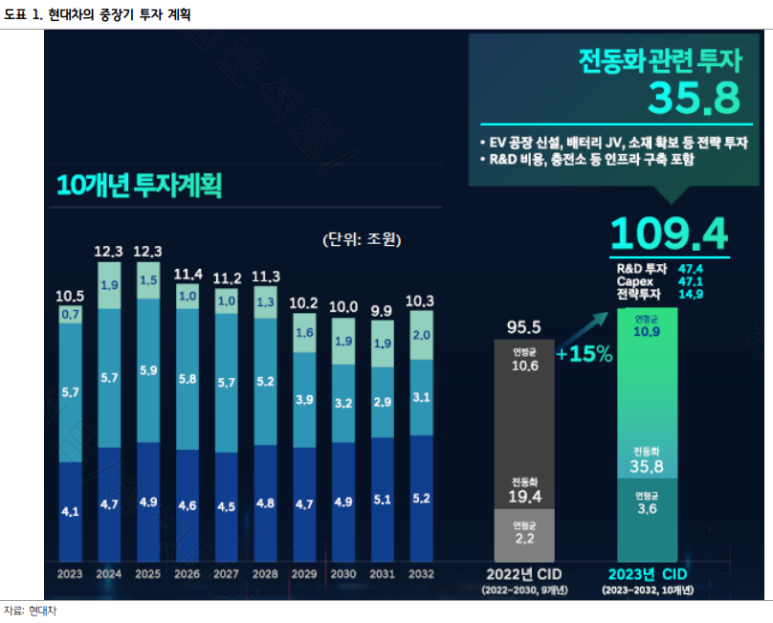 도표 1. 현대차의 중장기 투자 계획
전동화 관련 투자
35.8
• EV 공장 신설, 배터리 JV, 소재 확보 등 전략 투자
• R&D 비용, 충전소 등 인프라 구축 포함
10개년 투자계획
(단위: 조원)
10.5 12.3 12.3 11.4 11.2 11.3 10.2 10.0 9.9 10.3
0.7 1.9 1.5 1.0 1.0 1.3 1.6 1.9 1.9 2.0
5.7 5.7 5.9 5.8 5.7 5.2 3.9 3.2 2.9 3.1
4.1 4.7 4.9 4.6 4.5 4.8 4.7 4.9 5.1 5.2
2023 2024 2025 2026 2027 2028 2029 2030 2031 2032
109.4
R&D 투자 47.4
Capex 47.1
전략투자 14.9
95.5
연평균
10.6
+15%
연평균
10.9
전동화
19.4
연평균
2.2
전동화
35.8
연평균
3.6
2022년 CID
(2022~2030, 9개년)
2023년 CID
(2023~2032, 10개년)
자료: 현대차